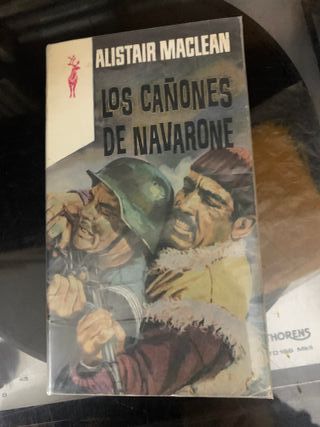 ALISTAIR MACLEAN
LOS CAÑONES
DE NAVARONE
THORENS